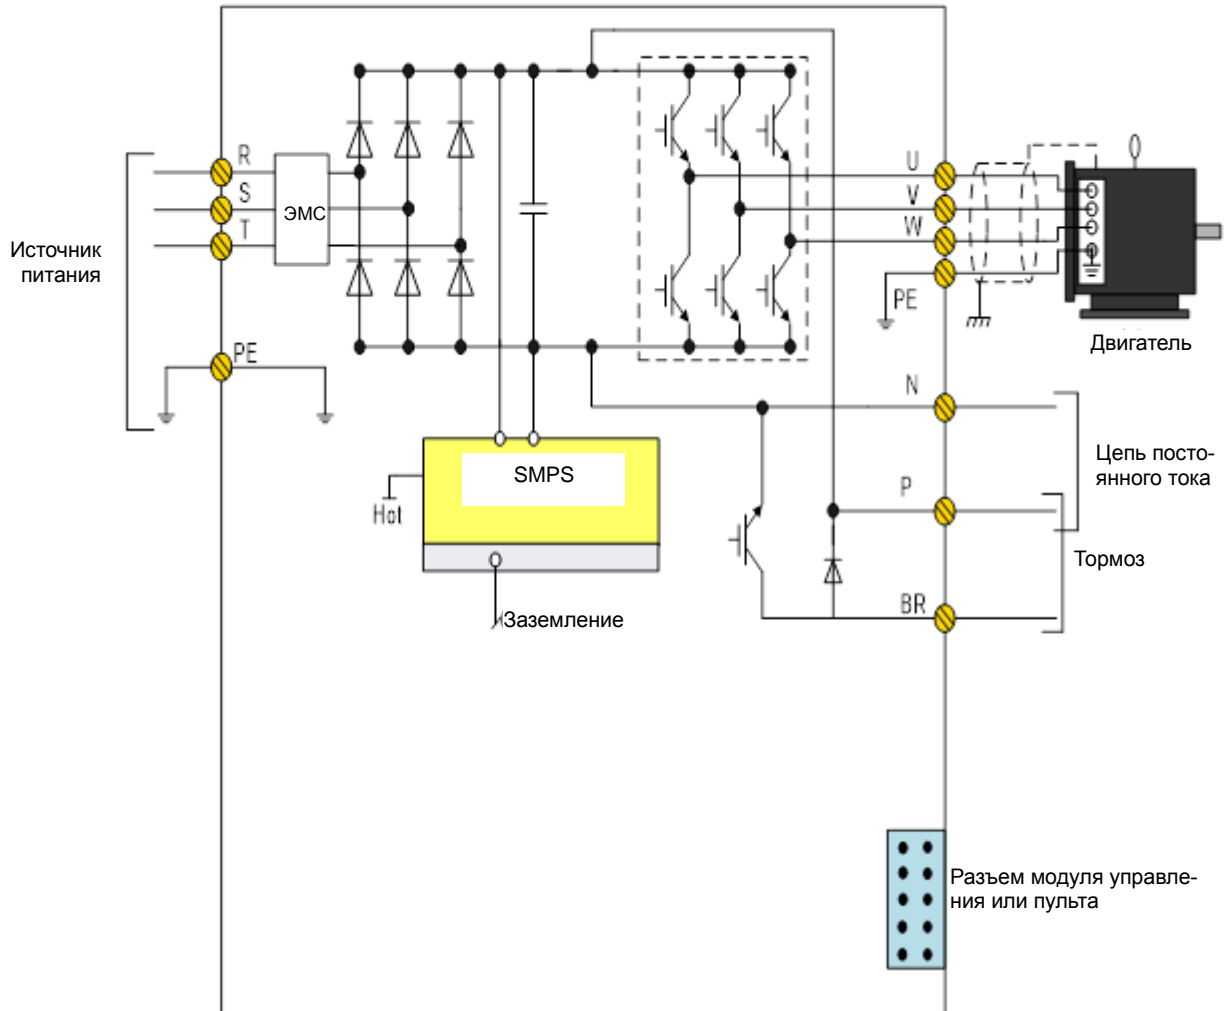 R
S
T
ЭМС
Источник
питания
PE
U
V
W
PE
Двигатель
N
Цепь посто-
янного тока
P
SMPS
Hot
Тормоз
BR
Заземление
Разъем модуля управле-
ния или пульта